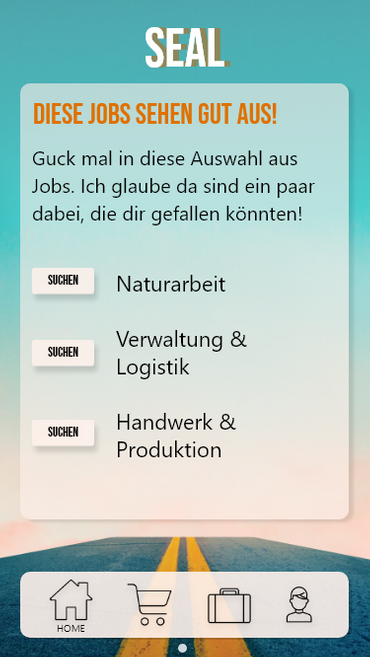 SEAL
DIESE JOBS SEHEN GUT AUS!
Guck mal in diese Auswahl aus
Jobs. Ich glaube da sind ein paar
dabei, die dir gefallen könnten!
SUCHEN
Naturarbeit
SUCHEN
Verwaltung &
Logistik
SUCHEN
Handwerk &
Produktion
HOME